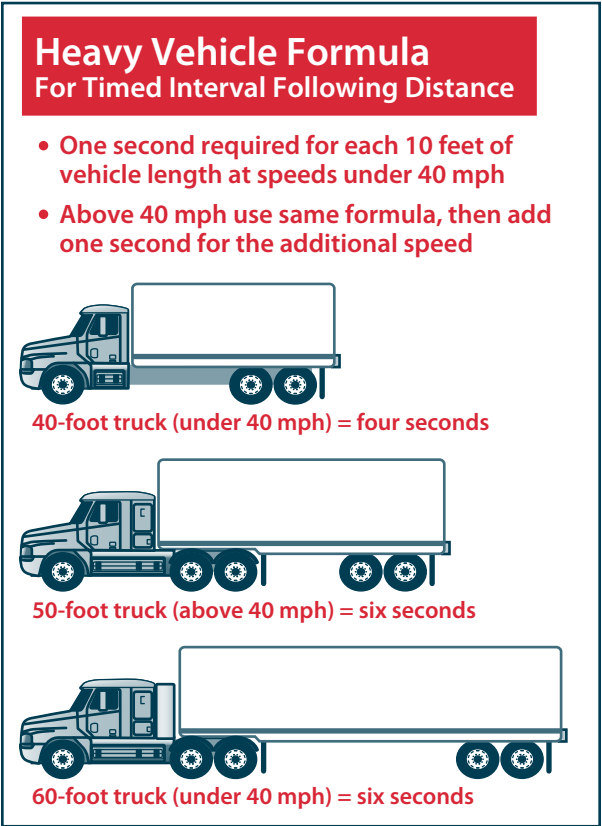 Heavy Vehicle Formula
For Timed Interval Following Distance
• One second required for each 10 feet of
vehicle length at speeds under 40 mph
• Above 40 mph use same formula, then add
one second for the additional speed
40-foot truck (under 40 mph) = four seconds
50-foot truck (above 40 mph) = six seconds
60-foot truck (under 40 mph) = six seconds